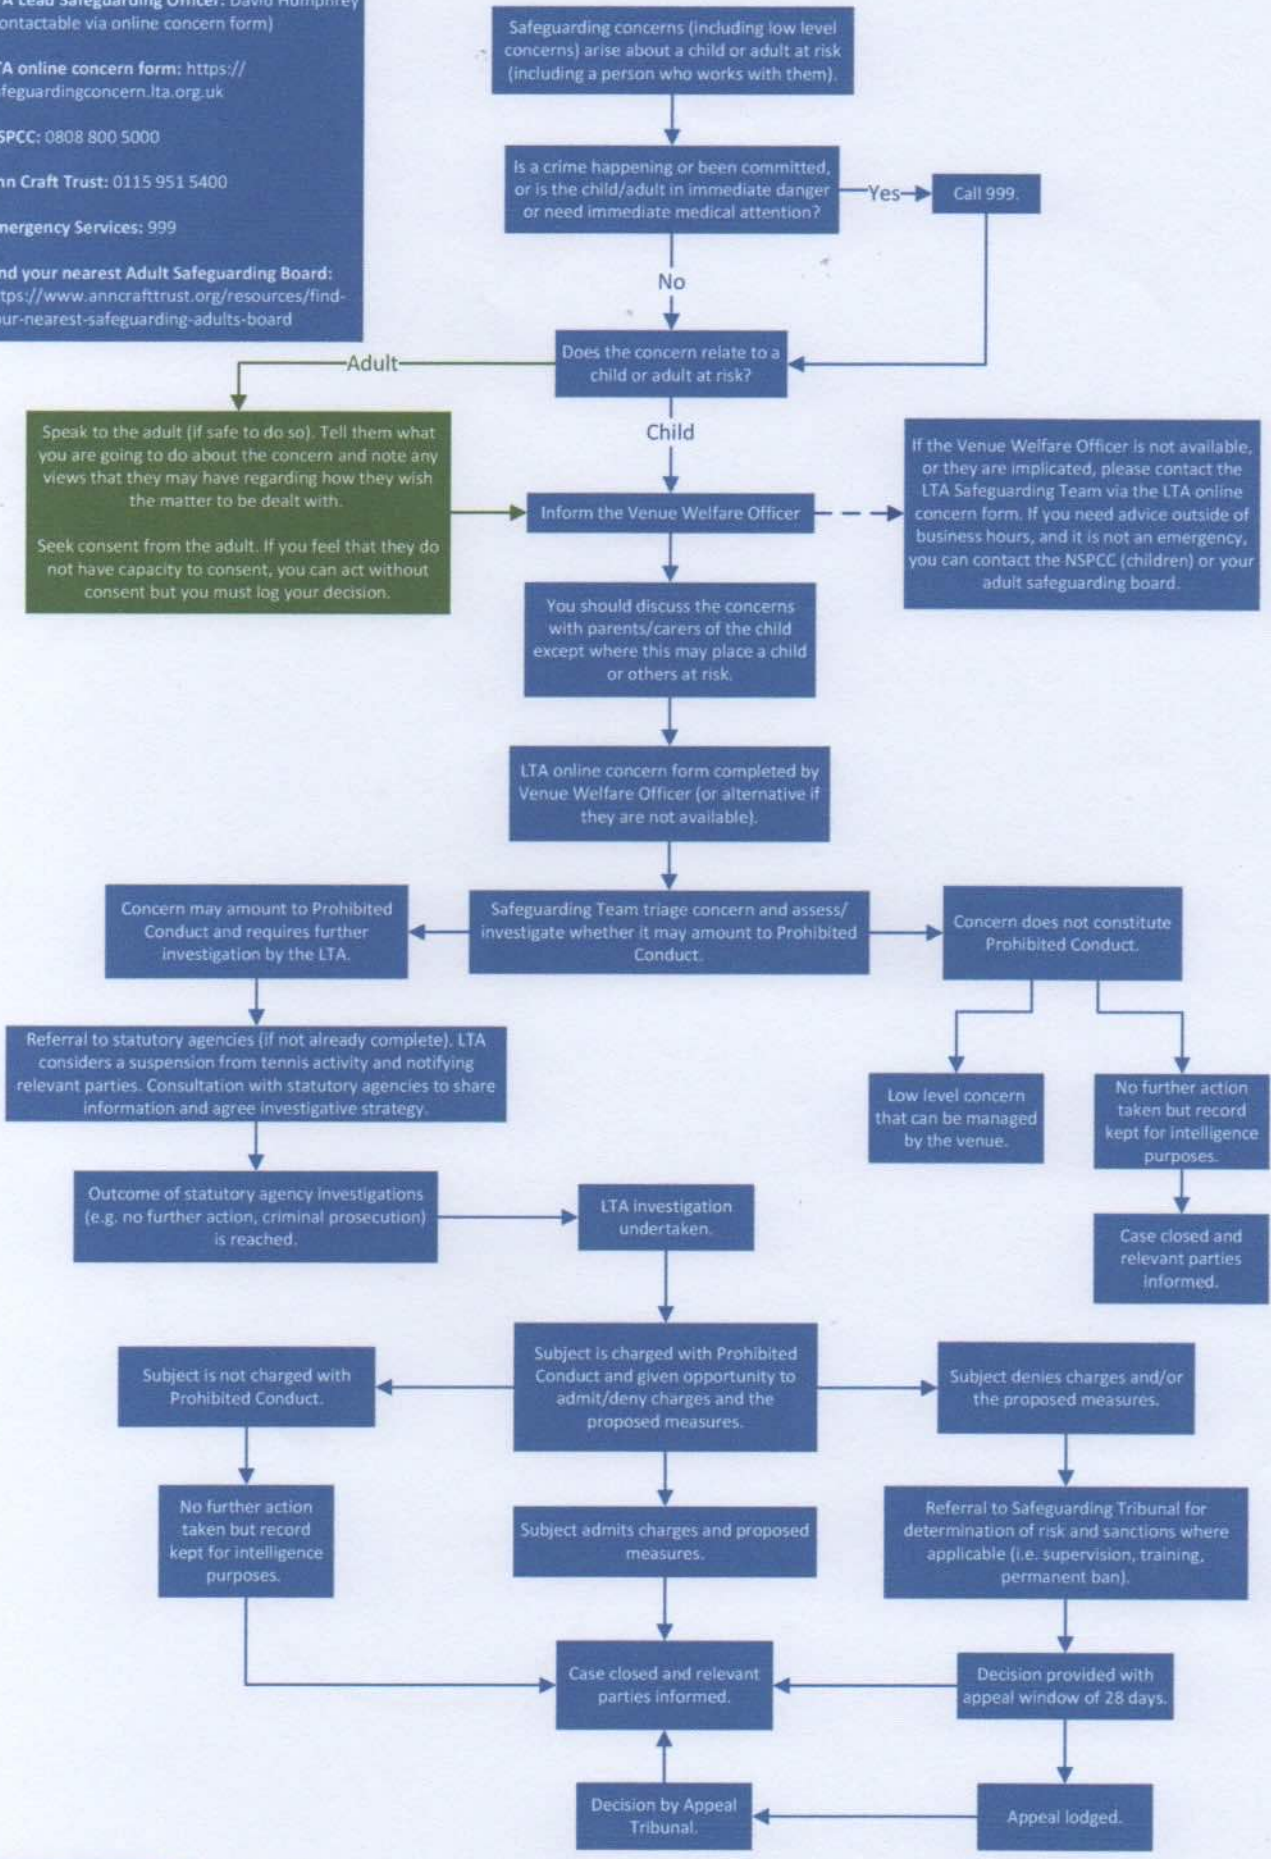 Lead Safeguarding Officer: David Humphrey
contactable via online concern form)
online concern form: https://
safeguardingconcern.lta.org.uk
NSPCC: 0808 800 5000
Ann Craft Trust: 0115 951 5400
Emergency Services: 999
Find your nearest Adult Safeguarding Board:
https://www.anncrafttrust.org/resources/find-
your-nearest-safeguarding-adults-board
Safeguarding concerns (including low level
concerns) arise about a child or adult at risk
(including a person who works with them).
Is a crime happening or been committed,
or is the child/adult in immediate danger
or need immediate medical attention?
Yes
Call 999.
No
Does the concern relate to a
child or adult at risk?
Adult
Child
Speak to the adult (if safe to do so). Tell them what
you are going to do about the concern and note any
views that they may have regarding how they wish
the matter to be dealt with.
Seek consent from the adult. If you feel that they do
not have capacity to consent, you can act without
consent but you must log your decision.
Inform the Venue Welfare Officer
If the Venue Welfare Officer is not available,
or they are implicated, please contact the
LTA Safeguarding Team via the LTA online
concern form. If you need advice outside of
business hours, and it is not an emergency,
you can contact the NSPCC (children) or your
adult safeguarding board.
You should discuss the concerns
with parents/carers of the child
except where this may place a child
or others at risk.
LTA online concern form completed by
Venue Welfare Officer (or alternative if
they are not available).
Concern may amount to Prohibited
Conduct and requires further
investigation by the LTA.
Safeguarding Team triage concern and assess/
investigate whether it may amount to Prohibited
Conduct.
Concern does not constitute
Prohibited Conduct.
Referral to statutory agencies (if not already complete). LTA
considers a suspension from tennis activity and notifying
relevant parties. Consultation with statutory agencies to share
information and agree investigative strategy.
Low level concern
that can be managed
by the venue.
No further action
taken but record
kept for intelligence
purposes.
Outcome of statutory agency investigations
(e.g. no further action, criminal prosecution)
is reached.
LTA investigation
undertaken.
Case closed and
relevant parties
informed.
Subject is not charged with
Prohibited Conduct.
Subject is charged with Prohibited
Conduct and given opportunity to
admit/deny charges and the
proposed measures.
Subject denies charges and/or
the proposed measures.
No further action
taken but record
kept for intelligence
purposes.
Subject admits charges and proposed
measures.
Referral to Safeguarding Tribunal for
determination of risk and sanctions where
applicable (i.e. supervision, training,
permanent ban).
Case closed and relevant
parties informed.
Decision provided with
appeal window of 28 days.
Decision by Appeal
Tribunal.
Appeal lodged.